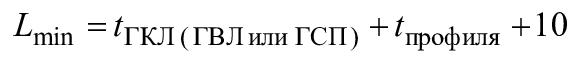 L_min = t_ГКЛ ( ГВЛ или ГСП ) + t_профиля + 10